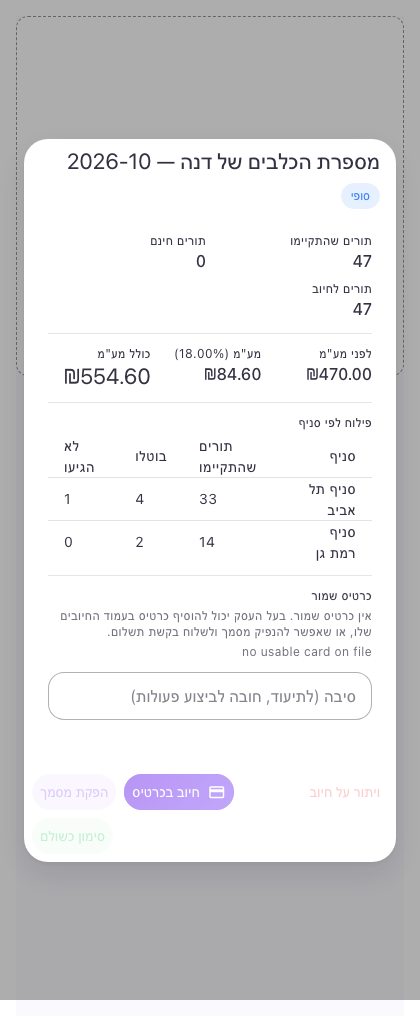 מספרת הכלבים של דנה — 2026-10
סופי
תורים שהתקיימו
תורים חינם
47
0
תורים לחיוב
47
לפני מע"מ
מע"מ (18.00%)
כולל מע"מ
₪470.00
₪84.60
₪554.60
פילוח לפי סניף
סניף
תורים שהתקיימו
בוטלו
לא הגיעו
סניף תל אביב
33
4
1
סניף רמת גן
14
2
0
כרטיס שמור
אין כרטיס שמור. בעל העסק יכול להוסיף כרטיס בעמוד החיובים
שלו, או שאפשר להנפיק מסמך ולשלוח בקשת תשלום.
no usable card on file
סיבה (לתיעוד, חובה לביצוע פעולות)
ויתור על חיוב
חיוב בכרטיס
הפקת מסמך
סימון כשולם